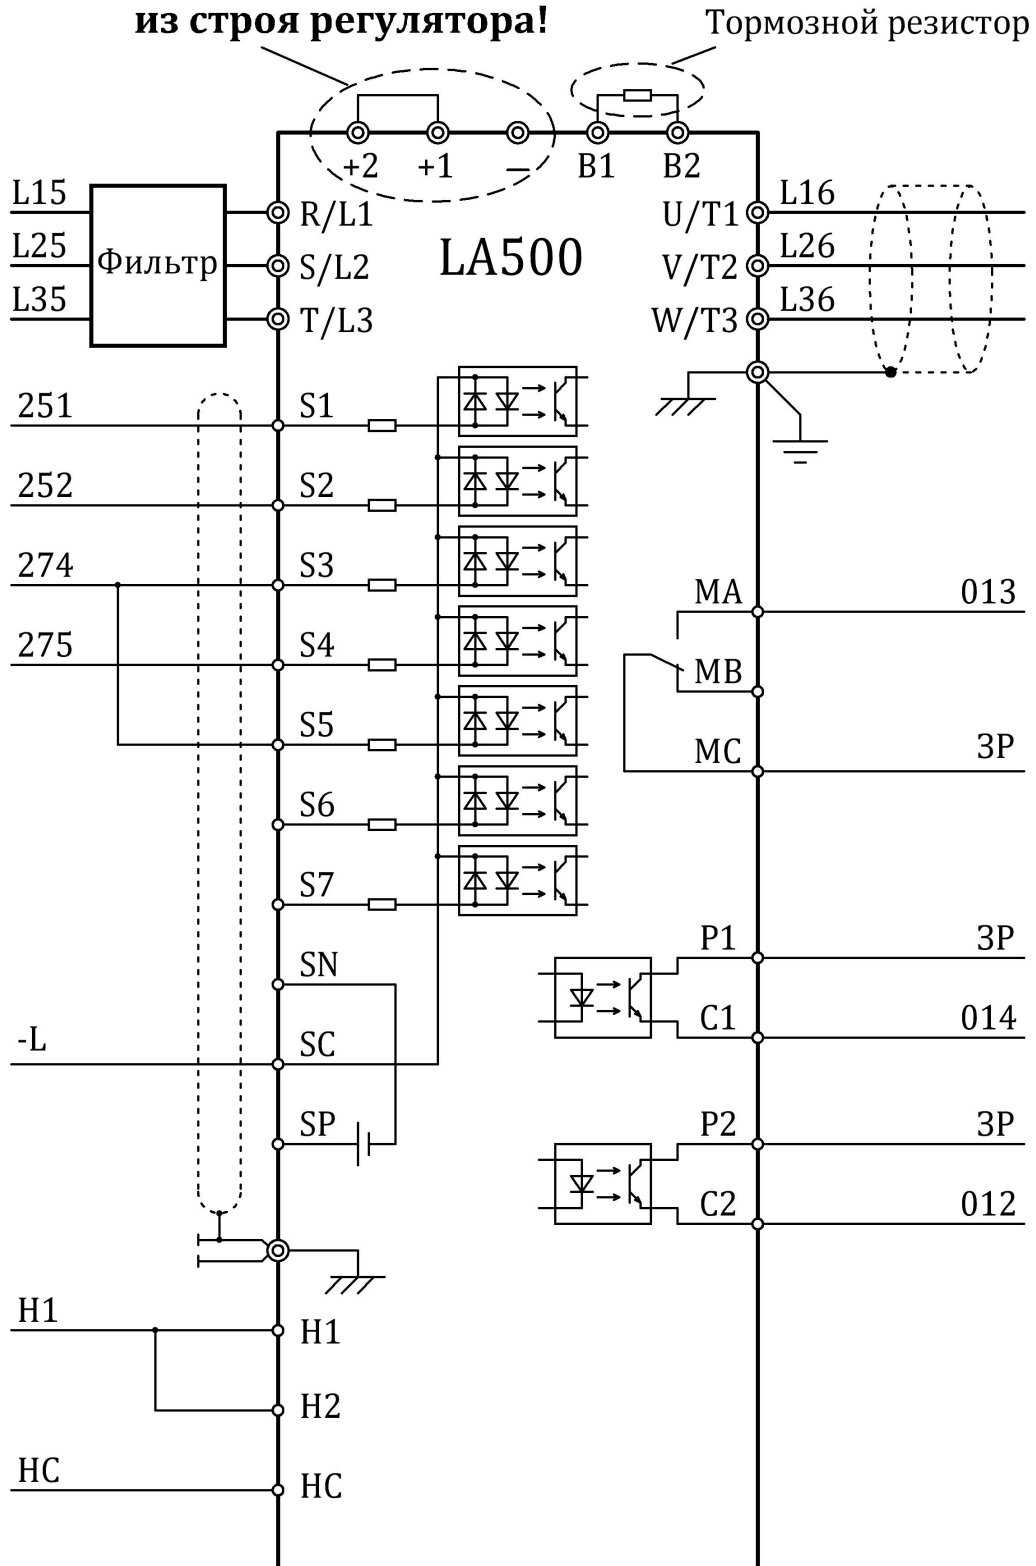 из строя регулятора!
Тормозной резистор
+2
+1
–
B1
B2
L15
R/L1
U/T1
L16
L25
Фильтр
S/L2
LA500
V/T2
L26
L35
T/L3
W/T3
L36
251
S1
252
S2
274
S3
275
S4
S5
S6
S7
SN
-L
SC
SP
MA
013
MB
MC
3P
P1
3P
C1
014
P2
3P
C2
012
H1
H1
H2
HC
HC